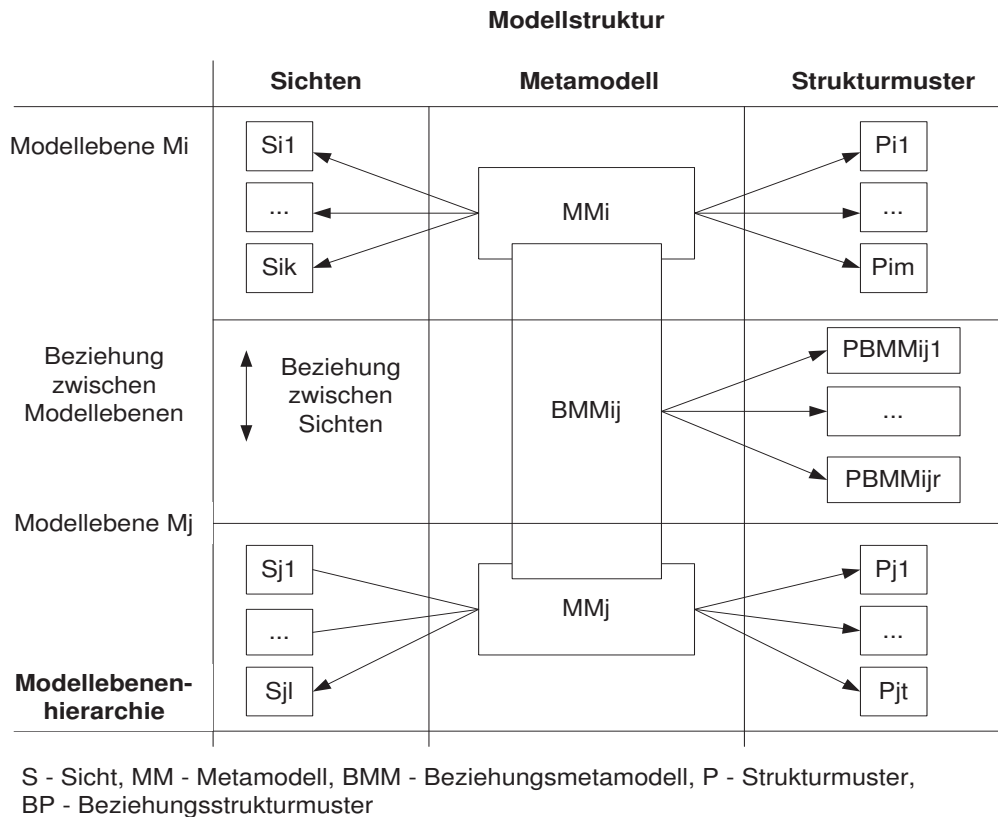 Modellstruktur
Sichten
Metamodell
Strukturmuster
Modellebene Mi
Si1
...
Sik
MMi
Pi1
...
Pim
Beziehung
zwischen
Modellebenen
Beziehung
zwischen
Sichten
BMMij
PBMMij1
...
PBMMijr
Modellebene Mj
Sj1
...
Sjl
MMj
Pj1
...
Pjt
Modellebenen-
hierarchie
S - Sicht, MM - Metamodell, BMM - Beziehungsmetamodell, P - Strukturmuster,
BP - Beziehungsstrukturmuster